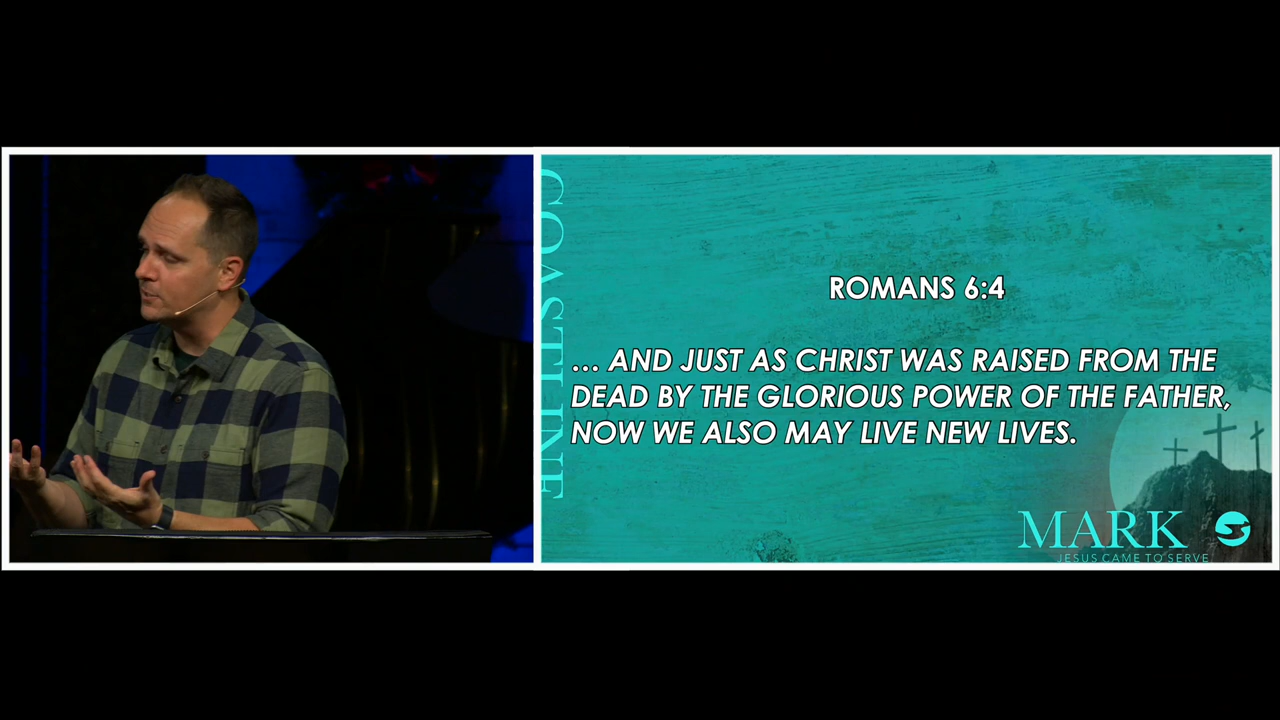 COASTLINE
ROMANS 6:4
... AND JUST AS CHRIST WAS RAISED FROM THE
DEAD BY THE GLORIOUS POWER OF THE FATHER,
NOW WE ALSO MAY LIVE NEW LIVES.
MARK
JESUS CAME TO SERVE